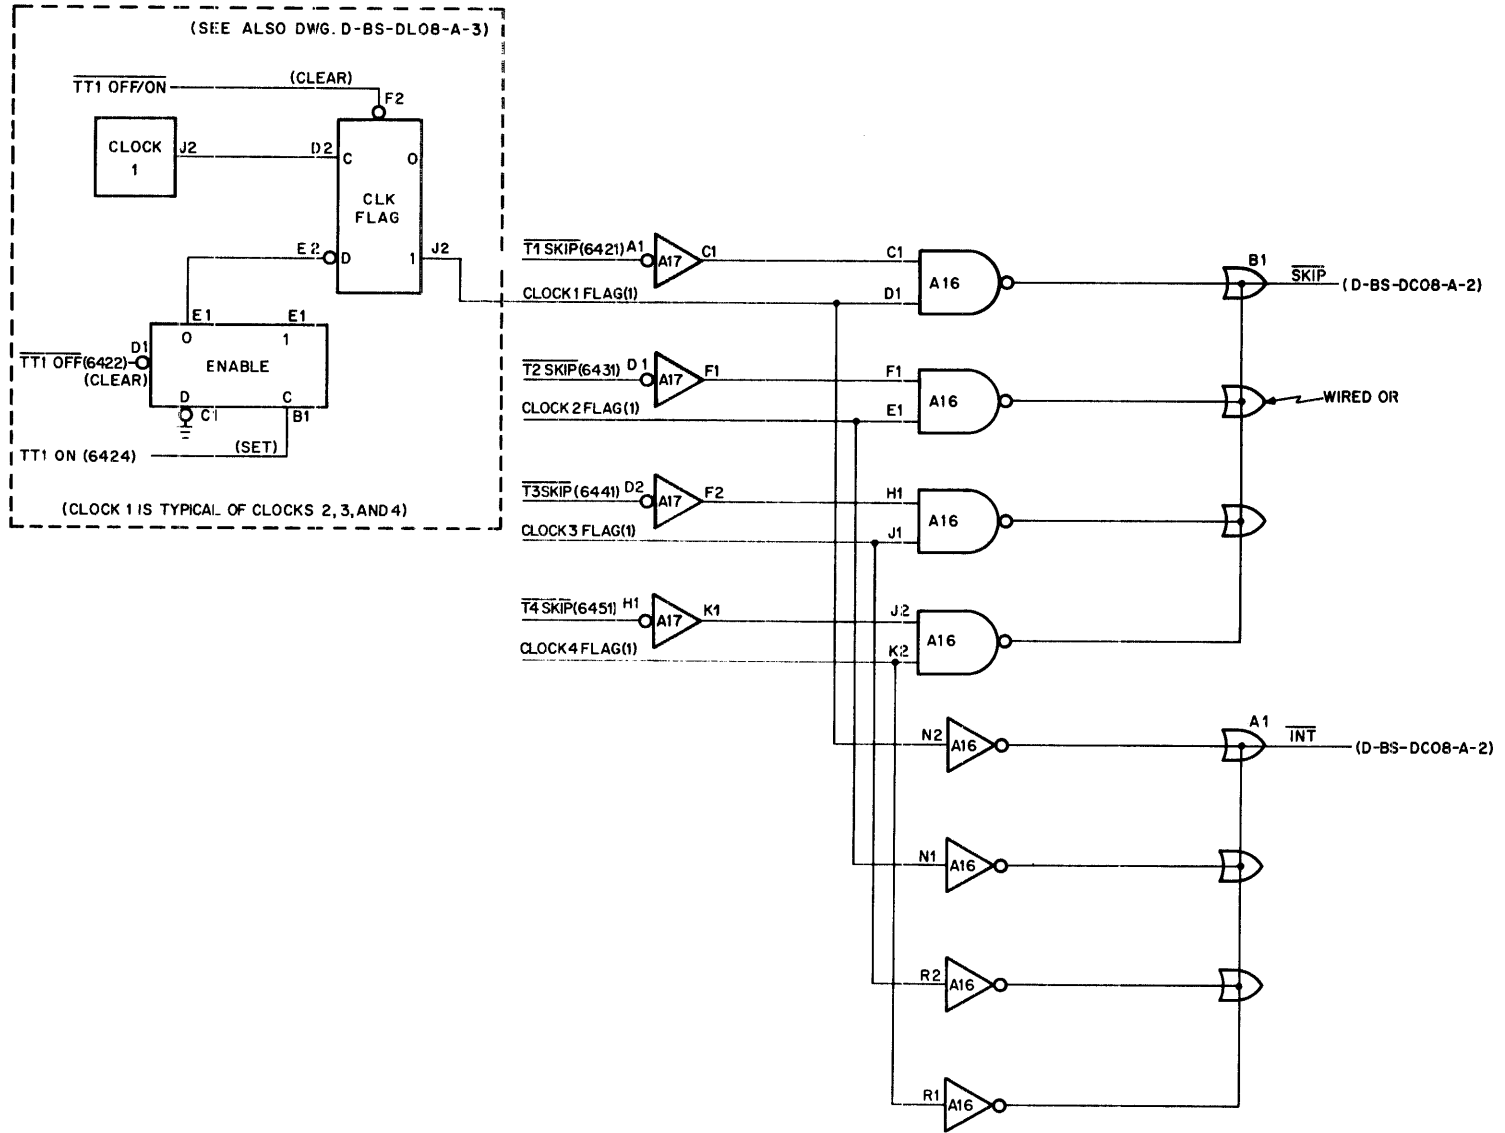 (SEE ALSO DWG. D-BS-DL08-A-3)
TT1 OFF/ON
(CLEAR)
F2
CLOCK
1
J2
D2
C
O
CLK
FLAG
E2
D
1
J2
E1
E1
O
1
D1
TT1 OFF(6422)
(CLEAR)
ENABLE
D
C
C1
B1
TT1 ON (6424)
(SET)
(CLOCK 1 IS TYPICAL OF CLOCKS 2, 3, AND 4)
T1 SKIP(6421)
A1
A17
C1
C1
CLOCK 1 FLAG(1)
D1
A16
B1
SKIP
(D-BS-DC08-A-2)
T2 SKIP(6431)
D1
A17
F1
F1
CLOCK 2 FLAG(1)
E1
A16
WIRED OR
T3 SKIP(6441)
D2
A17
F2
H1
CLOCK 3 FLAG(1)
J1
A16
T4 SKIP(6451)
H1
A17
K1
J2
CLOCK 4 FLAG(1)
K2
A16
N2
A16
A1
INT
(D-BS-DC08-A-2)
N1
A16
R2
A16
R1
A16